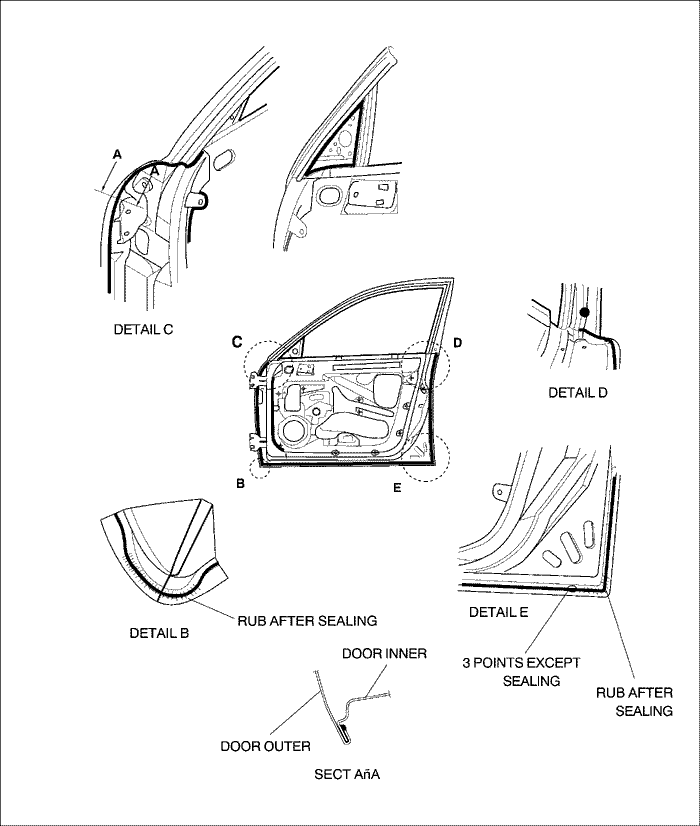 A
A
DETAIL C
C
D
DETAIL D
B
E
RUB AFTER SEALING
DETAIL B
DETAIL E
DOOR INNER
3 POINTS EXCEPT
SEALING
RUB AFTER
SEALING
DOOR OUTER
SECT AñA